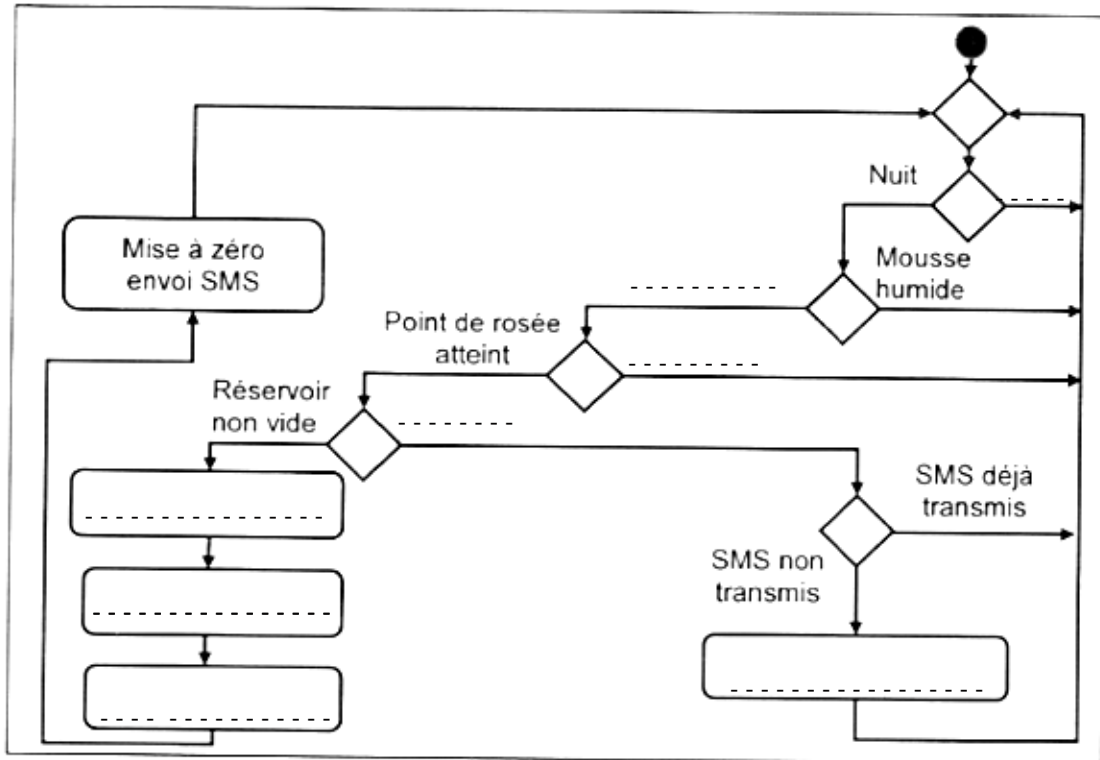 Nuit
Mise à zéro
envoi SMS
Mousse
humide
Point de rosée
atteint
Réservoir
non vide
SMS déjà
transmis
SMS non
transmis